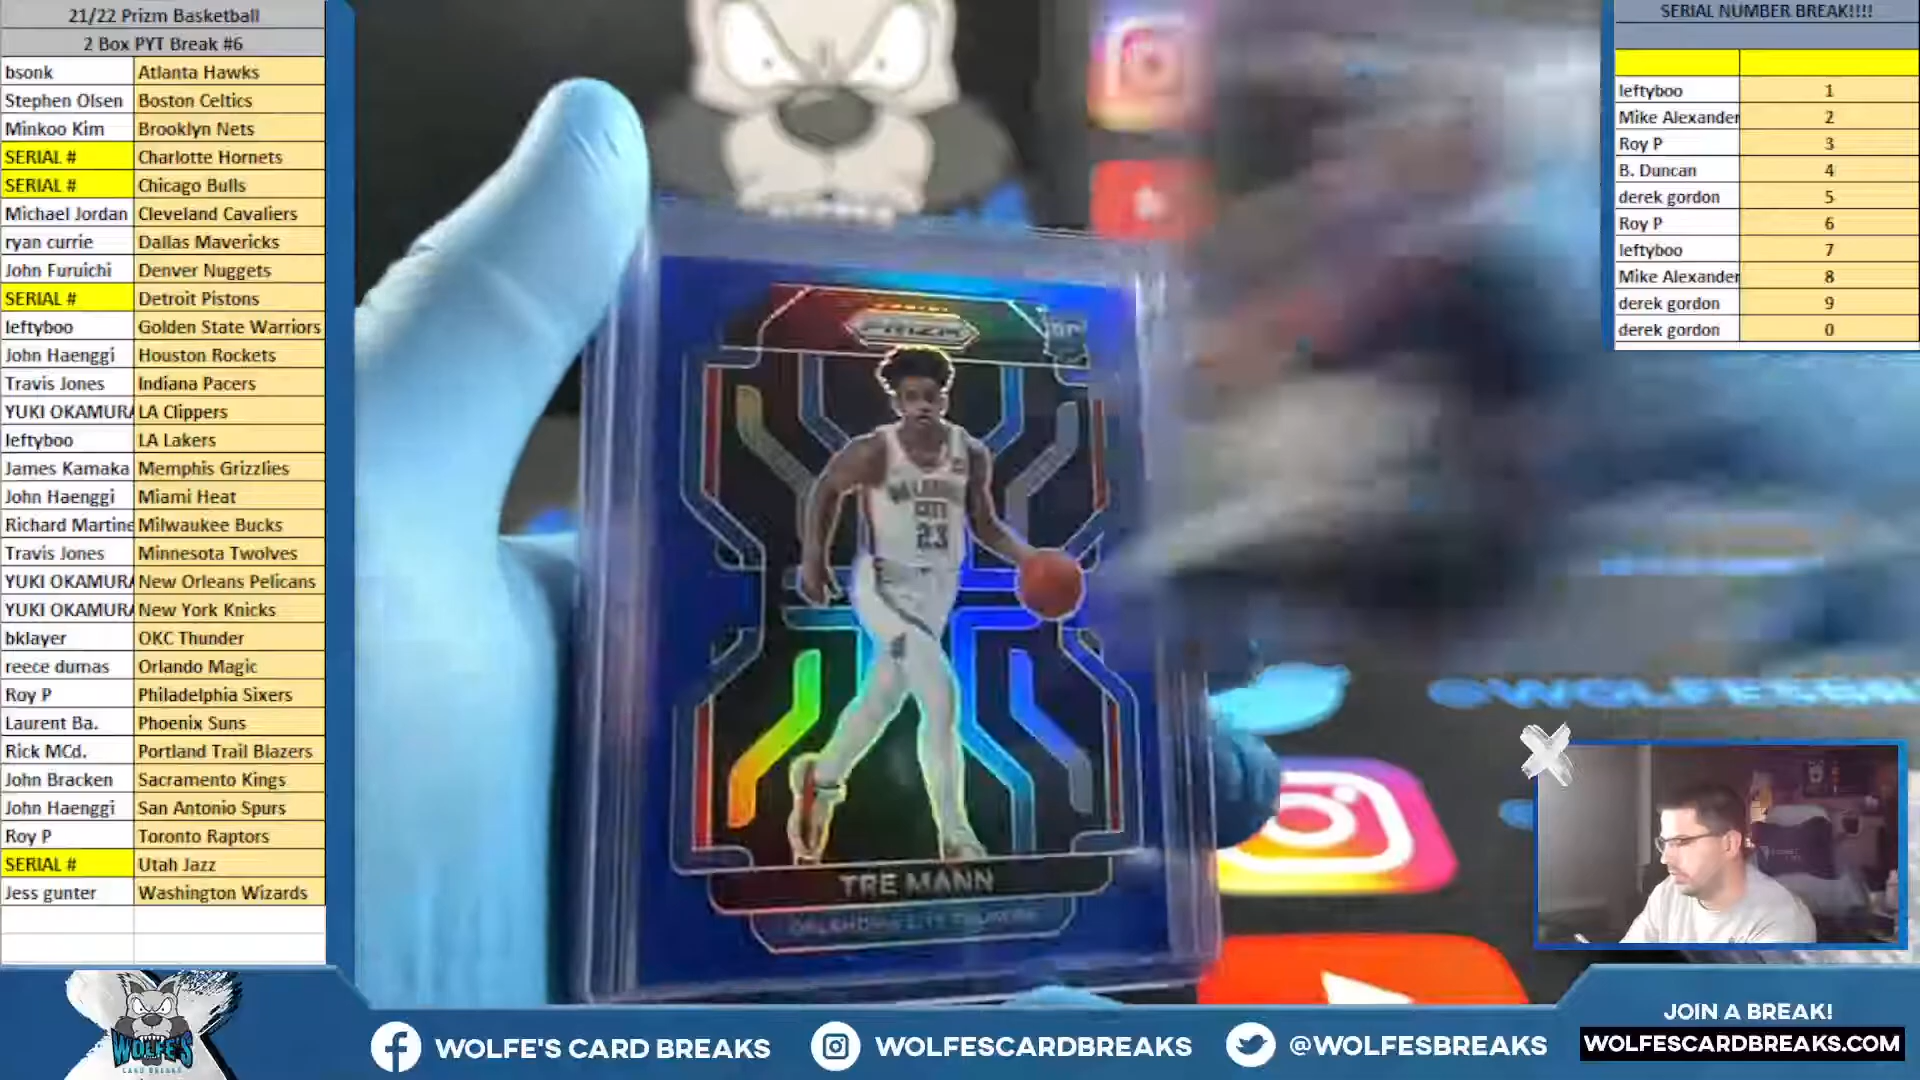 21/22 Prizm Basketball
2 Box PYT Break #6
bsonk Atlanta Hawks
Stephen Olsen Boston Celtics
Minkoo Kim Brooklyn Nets
SERIAL # Charlotte Hornets
SERIAL # Chicago Bulls
Michael Jordan Cleveland Cavaliers
ryan currie Dallas Mavericks
John Furuichi Denver Nuggets
SERIAL # Detroit Pistons
leftyboo Golden State Warriors
John Haenggi Houston Rockets
Travis Jones Indiana Pacers
YUKI OKAMURA LA Clippers
leftyboo LA Lakers
James Kamaka Memphis Grizzlies
John Haenggi Miami Heat
Richard Martine Milwaukee Bucks
Travis Jones Minnesota Twolves
YUKI OKAMURA New Orleans Pelicans
YUKI OKAMURA New York Knicks
bklayer OKC Thunder
reece dumas Orlando Magic
Roy P Philadelphia Sixers
Laurent Ba. Phoenix Suns
Rick MCd. Portland Trail Blazers
John Bracken Sacramento Kings
John Haenggi San Antonio Spurs
Roy P Toronto Raptors
SERIAL # Utah Jazz
Jess gunter Washington Wizards
PRIZM
23
TRE MANN
OKLAHOMA CITY THUNDER
SERIAL NUMBER BREAK!!!!
leftyboo 1
Mike Alexander 2
Roy P 3
B. Duncan 4
derek gordon 5
Roy P 6
leftyboo 7
Mike Alexander 8
derek gordon 9
derek gordon 0
WOLFE'S
CARD BREAKS
WOLFE'S CARD BREAKS
WOLFESCARDBREAKS
@WOLFESBREAKS
JOIN A BREAK!
WOLFESCARDBREAKS.COM